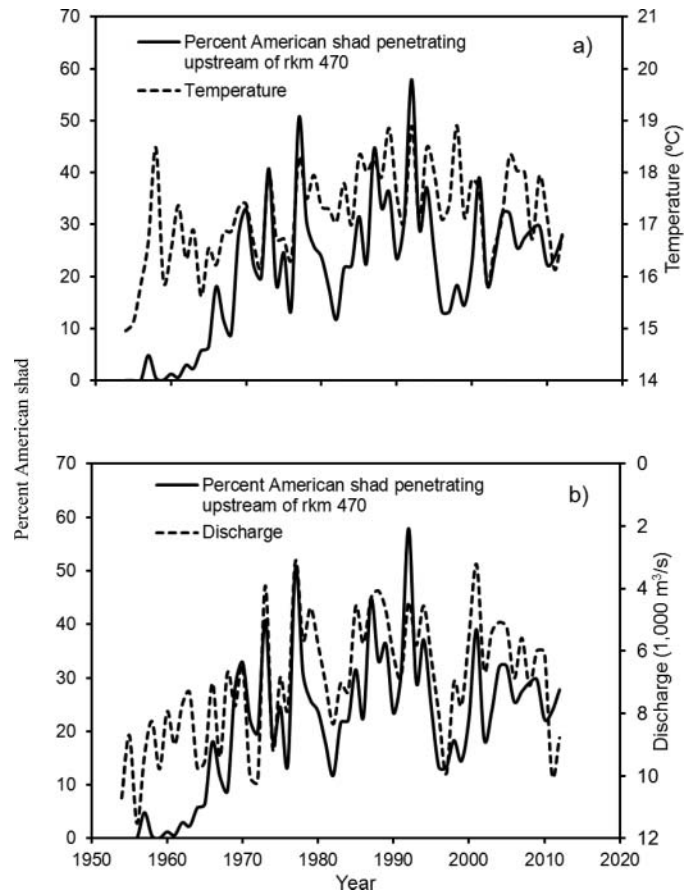 70
60
50
40
30
20
10
0
Percent American shad penetrating
upstream of rkm 470
Temperature
a)
21
20
19
18
17
16
15
14
Temperature (ºC)
Percent American shad
70
60
50
40
30
20
10
0
Percent American shad penetrating
upstream of rkm 470
Discharge
b)
0
2
4
6
8
10
12
Discharge (1,000 m³/s)
1950 1960 1970 1980 1990 2000 2010 2020
Year